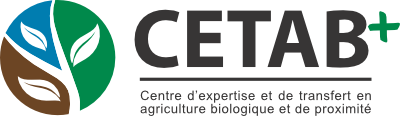 CETAB+
Centre d'expertise et de transfert en
agriculture biologique et de proximité